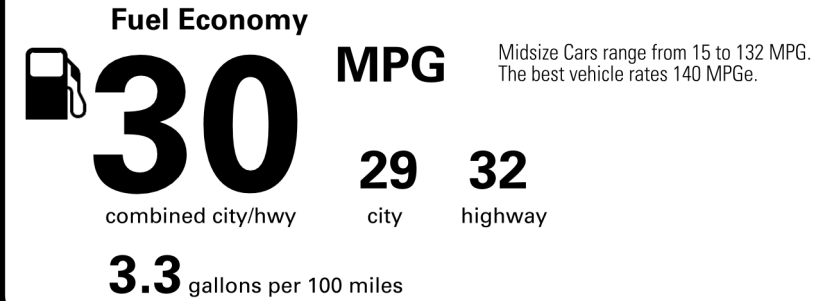 Fuel Economy
30 MPG
Midsize Cars range from 15 to 132 MPG.
The best vehicle rates 140 MPGe.
29 32
combined city/hwy city highway
3.3 gallons per 100 miles